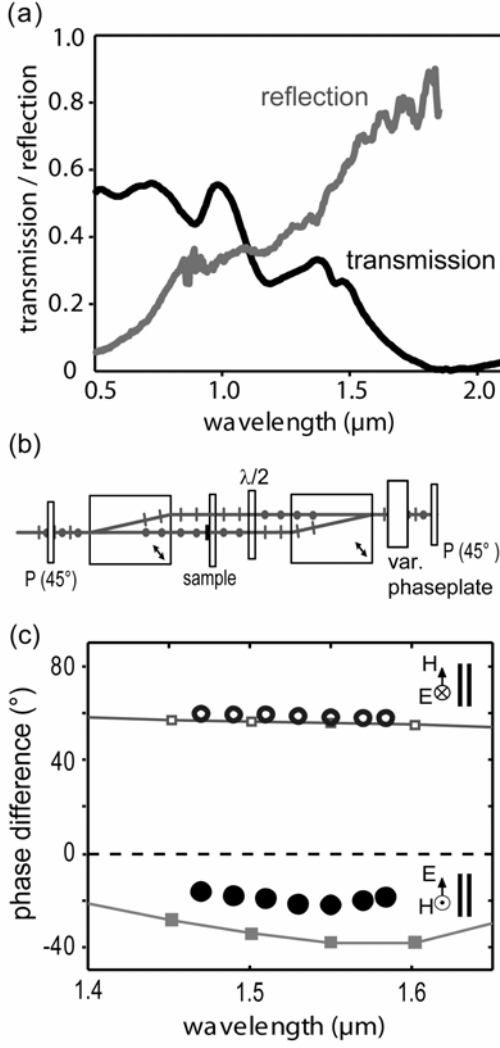 (a)
1.0
0.8
0.6
0.4
0.2
0
transmission / reflection
reflection
transmission
0.5 1.0 1.5 2.0
wavelength (µm)
(b)
λ/2
P (45°)
sample
var.
phaseplate
P (45°)
(c)
80
40
0
-40
phase difference (°)
H
E
E
H
1.4 1.5 1.6
wavelength (µm)